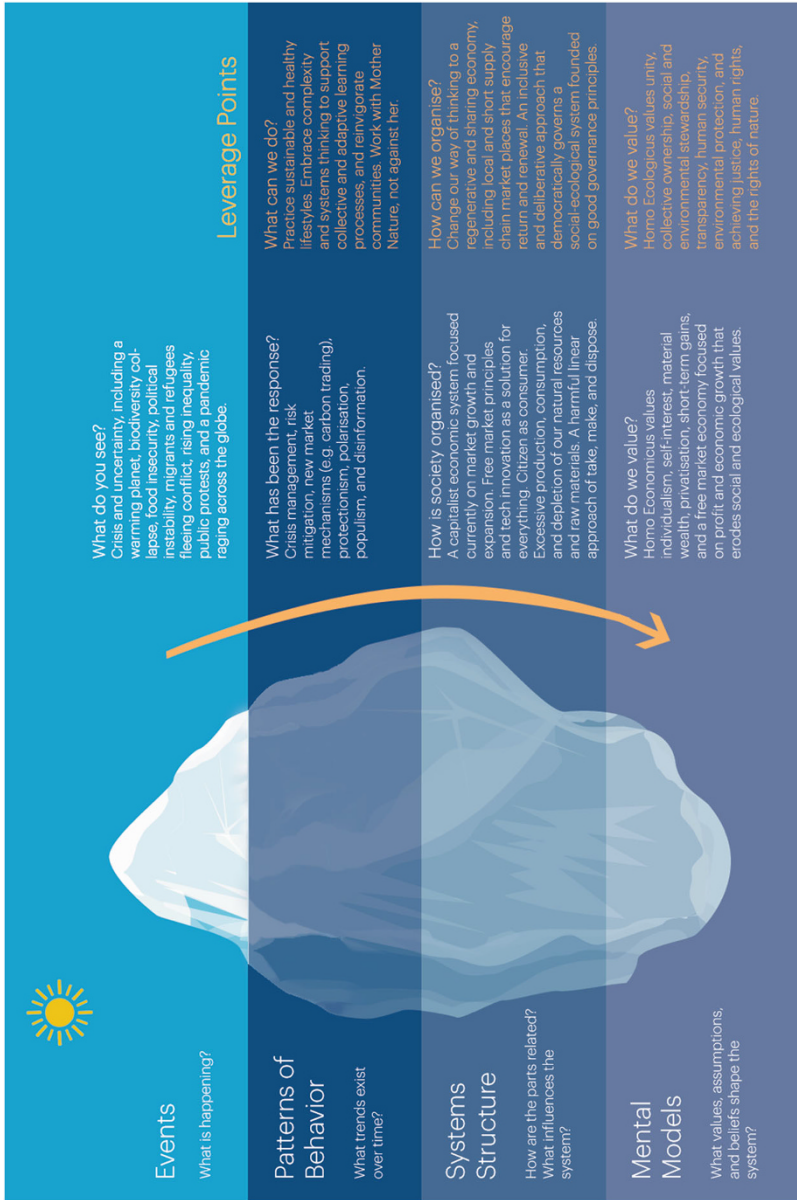 Events
What is happening?
What do you see?
Crisis and uncertainty, including a
warming planet, biodiversity col-
lapse, food insecurity, political
instability, migrants and refugees
fleeing conflict, rising inequality,
public protests, and a pandemic
raging across the globe.
Leverage Points
Patterns of
Behavior
What trends exist
over time?
What has been the response?
Crisis management, risk
mitigation, new market
mechanisms (e.g. carbon trading),
protectionism, polarisation,
populism, and disinformation.
What can we do?
Practice sustainable and healthy
lifestyles. Embrace complexity
and systems thinking to support
collective and adaptive learning
processes, and reinvigorate
communities. Work with Mother
Nature, not against her.
Systems
Structure
How are the parts related?
What influences the
system?
How is society organised?
A capitalist economic system focused
currently on market growth and
expansion. Free market principles
and tech innovation as a solution for
everything. Citizen as consumer.
Excessive production, consumption,
and depletion of our natural resources
and raw materials. A harmful linear
approach of take, make, and dispose.
How can we organise?
Change our way of thinking to a
regenerative and sharing economy,
including local and short supply
chain market places that encourage
return and renewal. An inclusive
and deliberative approach that
democratically governs a
social-ecological system founded
on good governance principles.
Mental
Models
What values, assumptions,
and beliefs shape the
system?
What do we value?
Homo Economicus values
individualism, self-interest, material
wealth, privatisation, short-term gains,
and a free market economy focused
on profit and economic growth that
erodes social and ecological values.
What do we value?
Homo Ecologicus values unity,
collective ownership, social and
environmental stewardship,
transparency, human security,
environmental protection, and
achieving justice, human rights,
and the rights of nature.